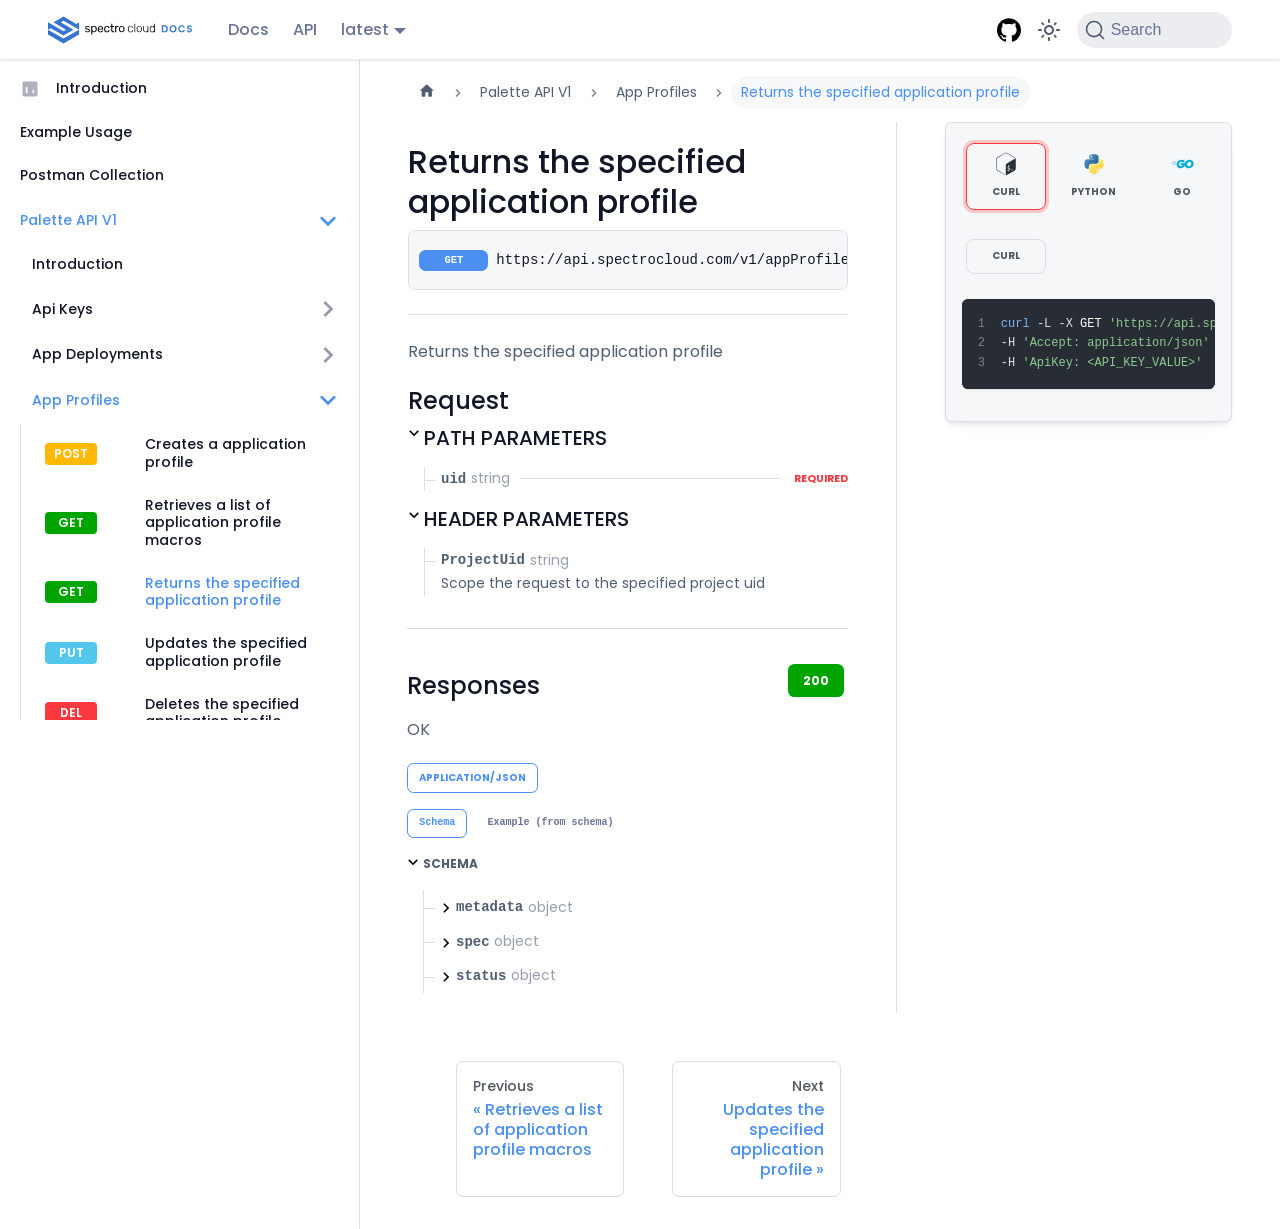 spectro cloud DOCS Docs API latest Search
Introduction
Example Usage
Postman Collection
Palette API V1
Introduction
Api Keys
App Deployments
App Profiles
POST Creates a application
profile
GET Retrieves a list of
application profile
macros
GET Returns the specified
application profile
PUT Updates the specified
application profile
DEL Deletes the specified
application profile
Palette API V1 App Profiles Returns the specified application profile
Returns the specified
application profile
GET https://api.spectrocloud.com/v1/appProfile
Returns the specified application profile
Request
PATH PARAMETERS
uid string REQUIRED
HEADER PARAMETERS
ProjectUid string
Scope the request to the specified project uid
Responses 200
OK
APPLICATION/JSON
Schema Example (from schema)
SCHEMA
metadata object
spec object
status object
Previous
« Retrieves a list
of application
profile macros
Next
Updates the
specified
application
profile »
CURL PYTHON GO
CURL
1 curl -L -X GET 'https://api.sp
2 -H 'Accept: application/json'
3 -H 'ApiKey: <API_KEY_VALUE>'